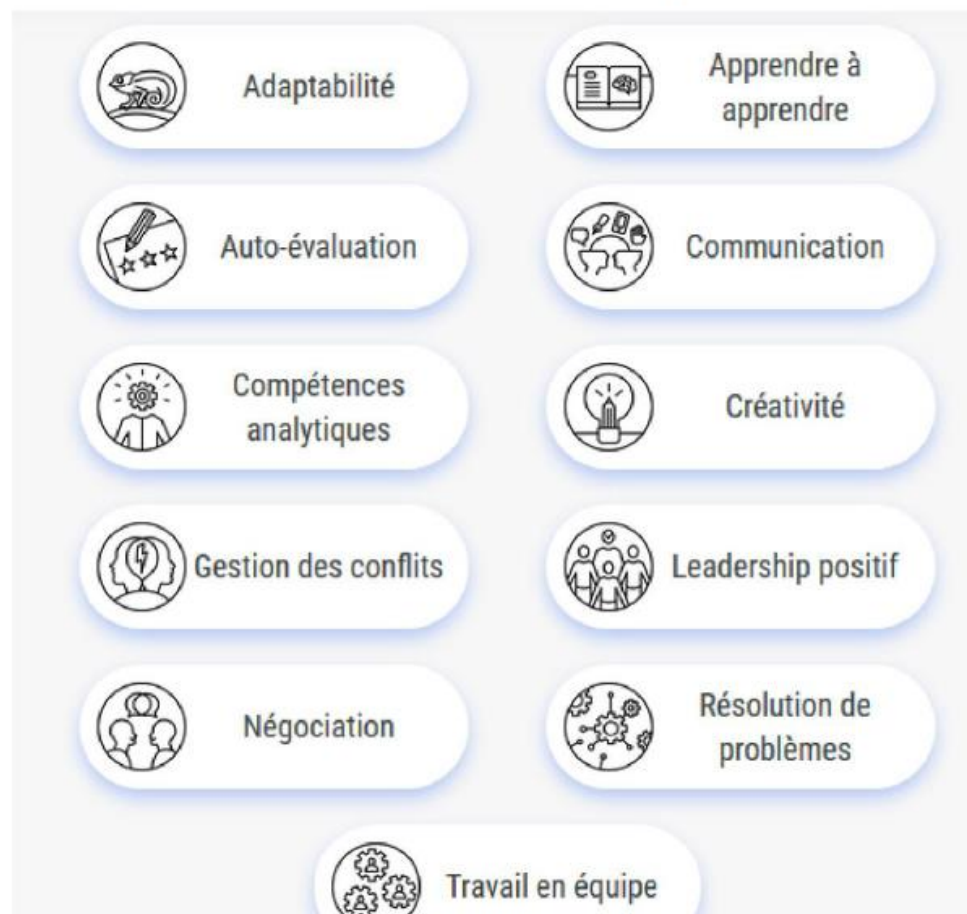 Adaptabilité
Apprendre à
apprendre
Auto-évaluation
Communication
Compétences
analytiques
Créativité
Gestion des conflits
Leadership positif
Négociation
Résolution de
problèmes
Travail en équipe